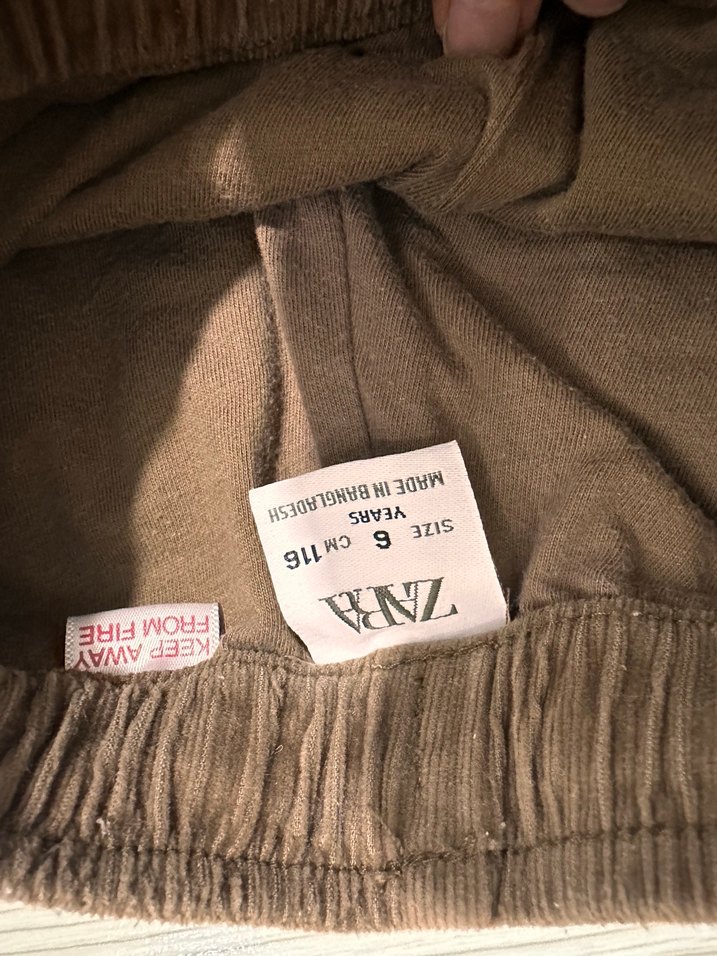 ZARA
SIZE 6 CM 116
YEARS
MADE IN BANGLADESH
KEEP AWAY
FROM FIRE